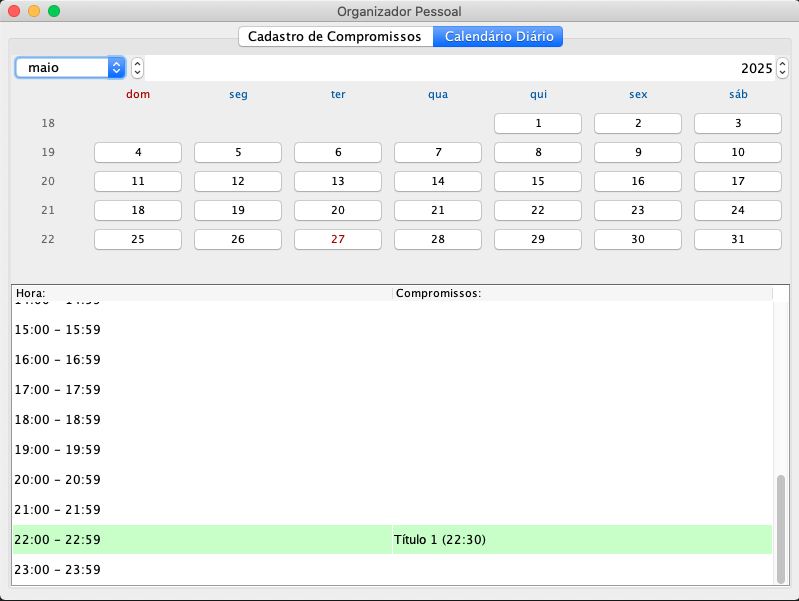 Organizador Pessoal
Cadastro de Compromissos Calendário Diário
maio 2025
dom seg ter qua qui sex sáb
18 1 2 3
19 4 5 6 7 8 9 10
20 11 12 13 14 15 16 17
21 18 19 20 21 22 23 24
22 25 26 27 28 29 30 31
Hora: Compromissos:
14:00 - 14:59
15:00 - 15:59
16:00 - 16:59
17:00 - 17:59
18:00 - 18:59
19:00 - 19:59
20:00 - 20:59
21:00 - 21:59
22:00 - 22:59 Título 1 (22:30)
23:00 - 23:59